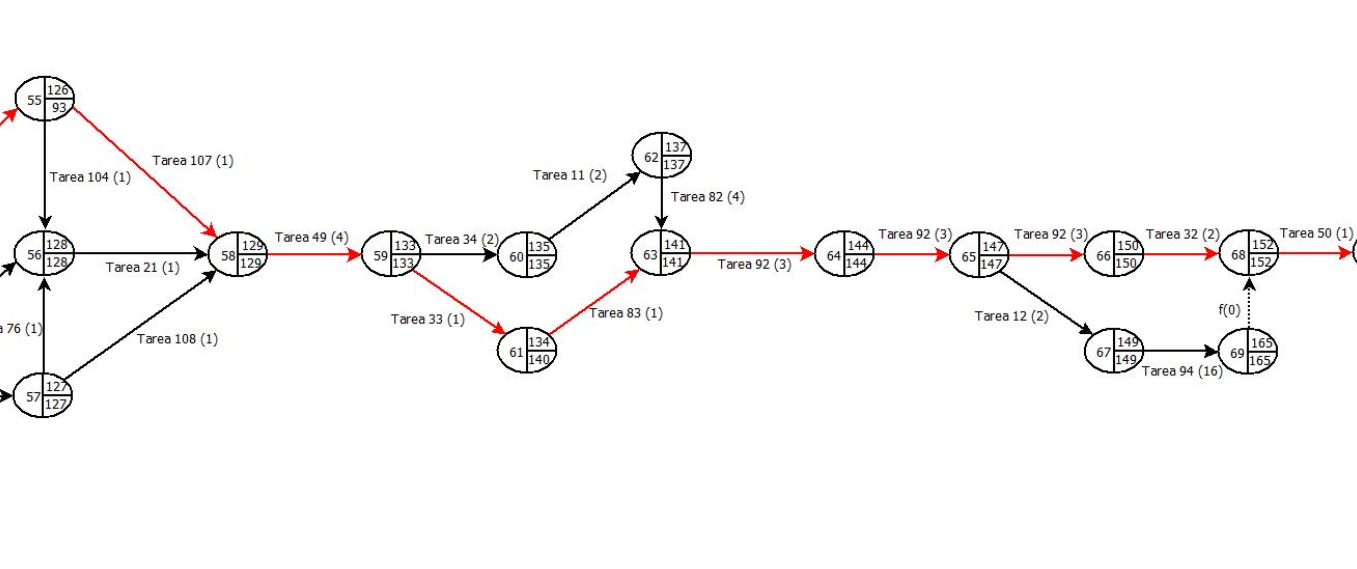 55 126 93
Tarea 107 (1)
Tarea 104 (1)
56 128 128
Tarea 21 (1)
a 76 (1)
57 127 127
Tarea 108 (1)
58 129 129
Tarea 49 (4)
59 133 133
Tarea 34 (2)
60 135 135
Tarea 11 (2)
62 137 137
Tarea 82 (4)
Tarea 33 (1)
61 134 140
Tarea 83 (1)
63 141 141
Tarea 92 (3)
64 144 144
Tarea 92 (3)
65 147 147
Tarea 92 (3)
66 150 150
Tarea 32 (2)
68 152 152
Tarea 50 (1)
Tarea 12 (2)
67 149 149
Tarea 94 (16)
69 165 165
f(0)